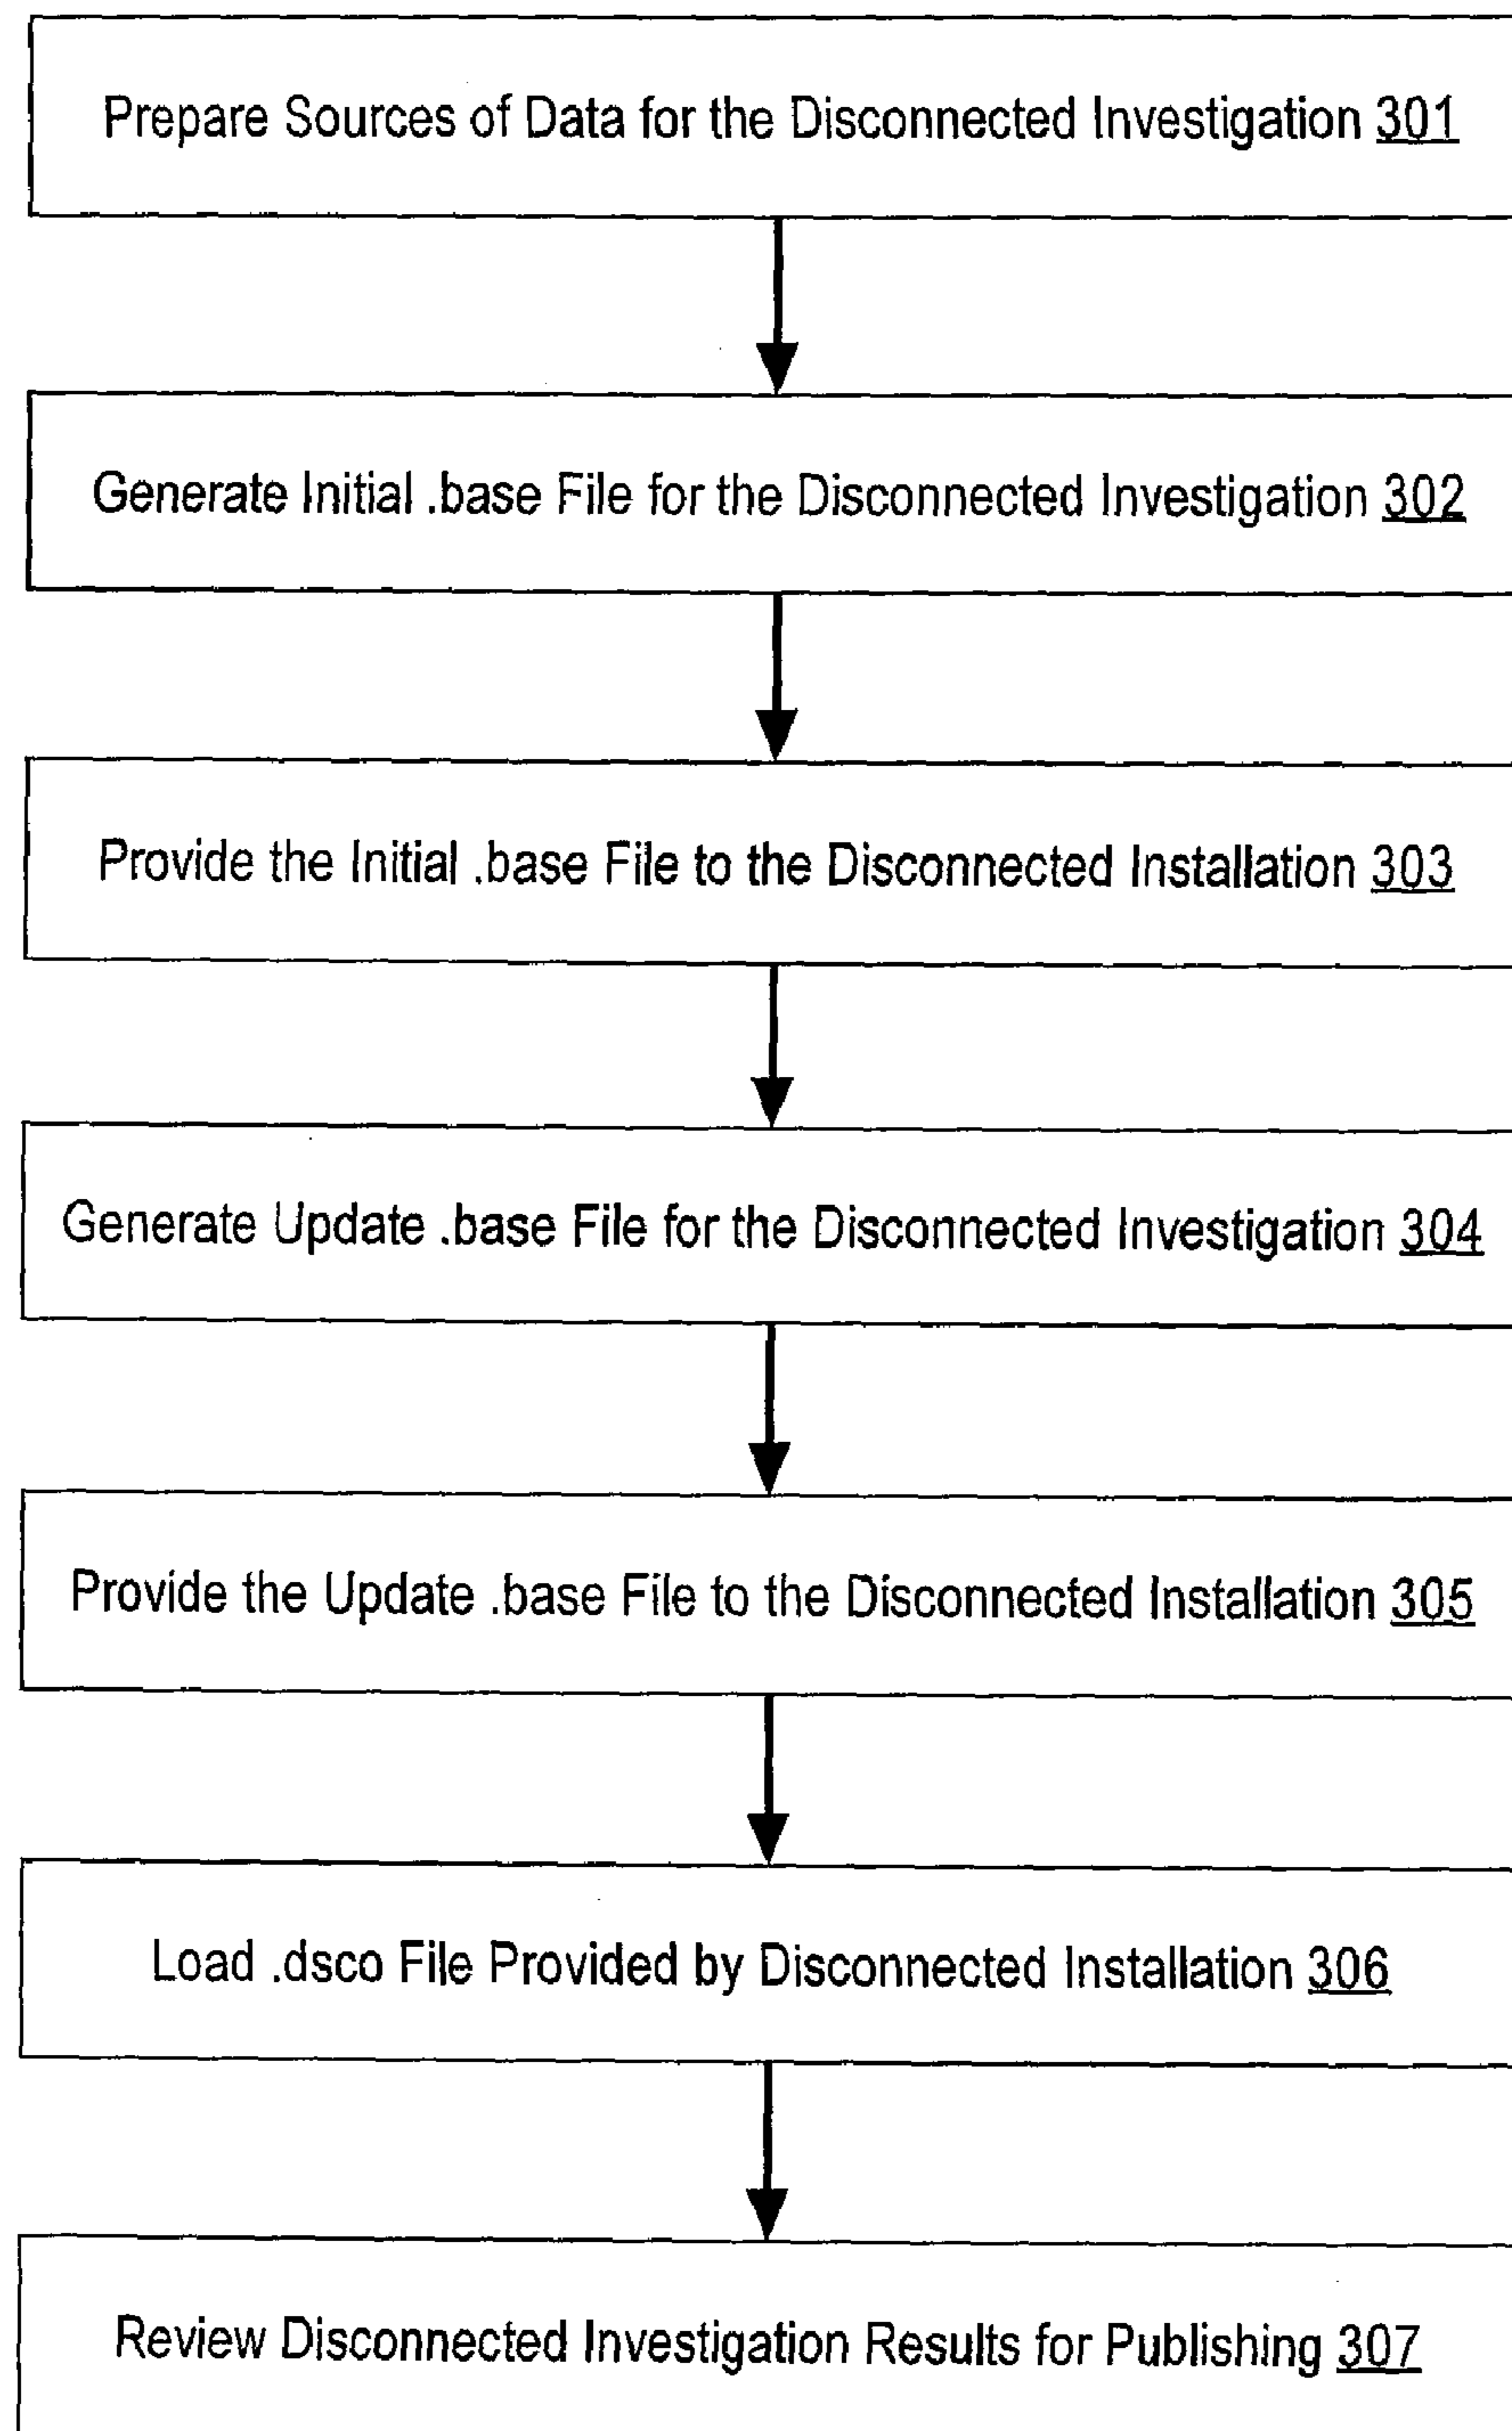 Prepare Sources of Data for the Disconnected Investigation 301
Generate Initial .base File for the Disconnected Investigation 302
Provide the Initial .base File to the Disconnected Installation 303
Generate Update .base File for the Disconnected Investigation 304
Provide the Update .base File to the Disconnected Installation 305
Load .dsco File Provided by Disconnected Installation 306
Review Disconnected Investigation Results for Publishing 307